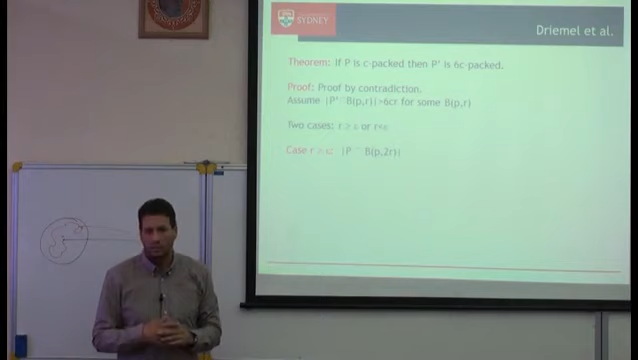 SYDNEY
Driemel et al.
Theorem: If P is c-packed then P' is 6c-packed.
Proof: Proof by contradiction.
Assume |P' B(p,r)|>6cr for some B(p,r)
Two cases: r ≥ ε or r<ε
Case r |P B(p,2r)|